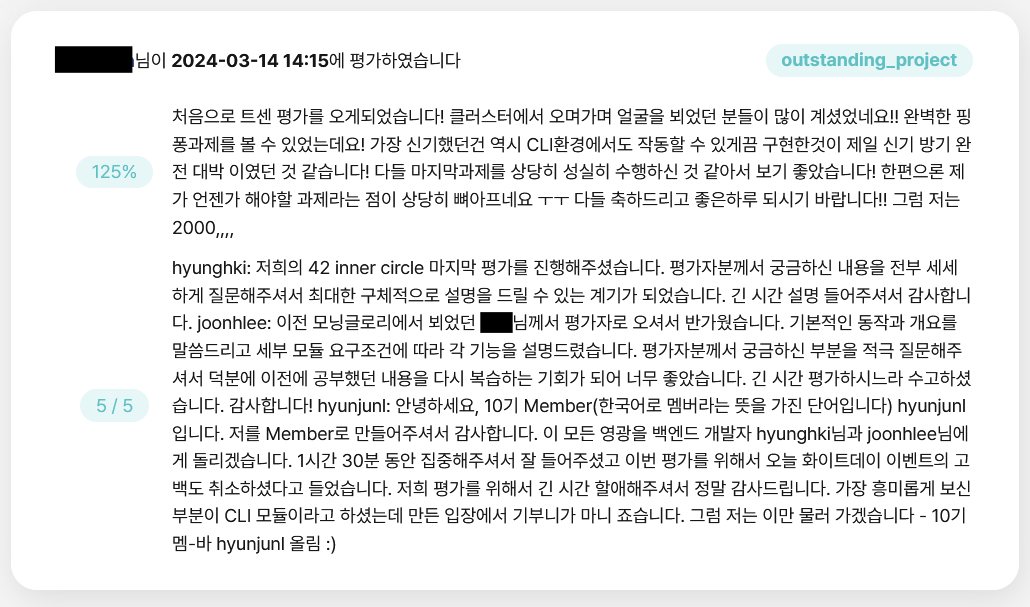 님이 2024-03-14 14:15에 평가하였습니다
outstanding_project
125%
처음으로 트센 평가를 오게되었습니다! 클러스터에서 오며가며 얼굴을 뵈었던 분들이 많이 계셨었네요!! 완벽한 핑
퐁과제를 볼 수 있었는데요! 가장 신기했던건 역시 CLI환경에서도 작동할 수 있게끔 구현한것이 제일 신기 방기 완
전 대박 이였던 것 같습니다! 다들 마지막과제를 상당히 성실히 수행하신 것 같아서 보기 좋았습니다! 한편으론 제
가 언젠가 해야할 과제라는 점이 상당히 뼈아프네요 ㅜㅜ 다들 축하드리고 좋은하루 되시기 바랍니다!! 그럼 저는
2000,,,,
5 / 5
hyunghki: 저희의 42 inner circle 마지막 평가를 진행해주셨습니다. 평가자분께서 궁금하신 내용을 전부 세세
하게 질문해주셔서 최대한 구체적으로 설명을 드릴 수 있는 계기가 되었습니다. 긴 시간 설명 들어주셔서 감사합니
다. joonhlee: 이전 모닝글로리에서 뵈었던 님께서 평가자로 오셔서 반가웠습니다. 기본적인 동작과 개요를
말씀드리고 세부 모듈 요구조건에 따라 각 기능을 설명드렸습니다. 평가자분께서 궁금하신 부분을 적극 질문해주
셔서 덕분에 이전에 공부했던 내용을 다시 복습하는 기회가 되어 너무 좋았습니다. 긴 시간 평가하시느라 수고하셨
습니다. 감사합니다! hyunjunl: 안녕하세요, 10기 Member(한국어로 멤버라는 뜻을 가진 단어입니다) hyunjunl
입니다. 저를 Member로 만들어주셔서 감사합니다. 이 모든 영광을 백엔드 개발자 hyunghki님과 joonhlee님에
게 돌리겠습니다. 1시간 30분 동안 집중해주셔서 잘 들어주셨고 이번 평가를 위해서 오늘 화이트데이 이벤트의 고
백도 취소하셨다고 들었습니다. 저희 평가를 위해서 긴 시간 할애해주셔서 정말 감사드립니다. 가장 흥미롭게 보신
부분이 CLI 모듈이라고 하셨는데 만든 입장에서 기부니가 마니 죠습니다. 그럼 저는 이만 물러 가겠습니다 - 10기
멤-바 hyunjunl 올림 :)